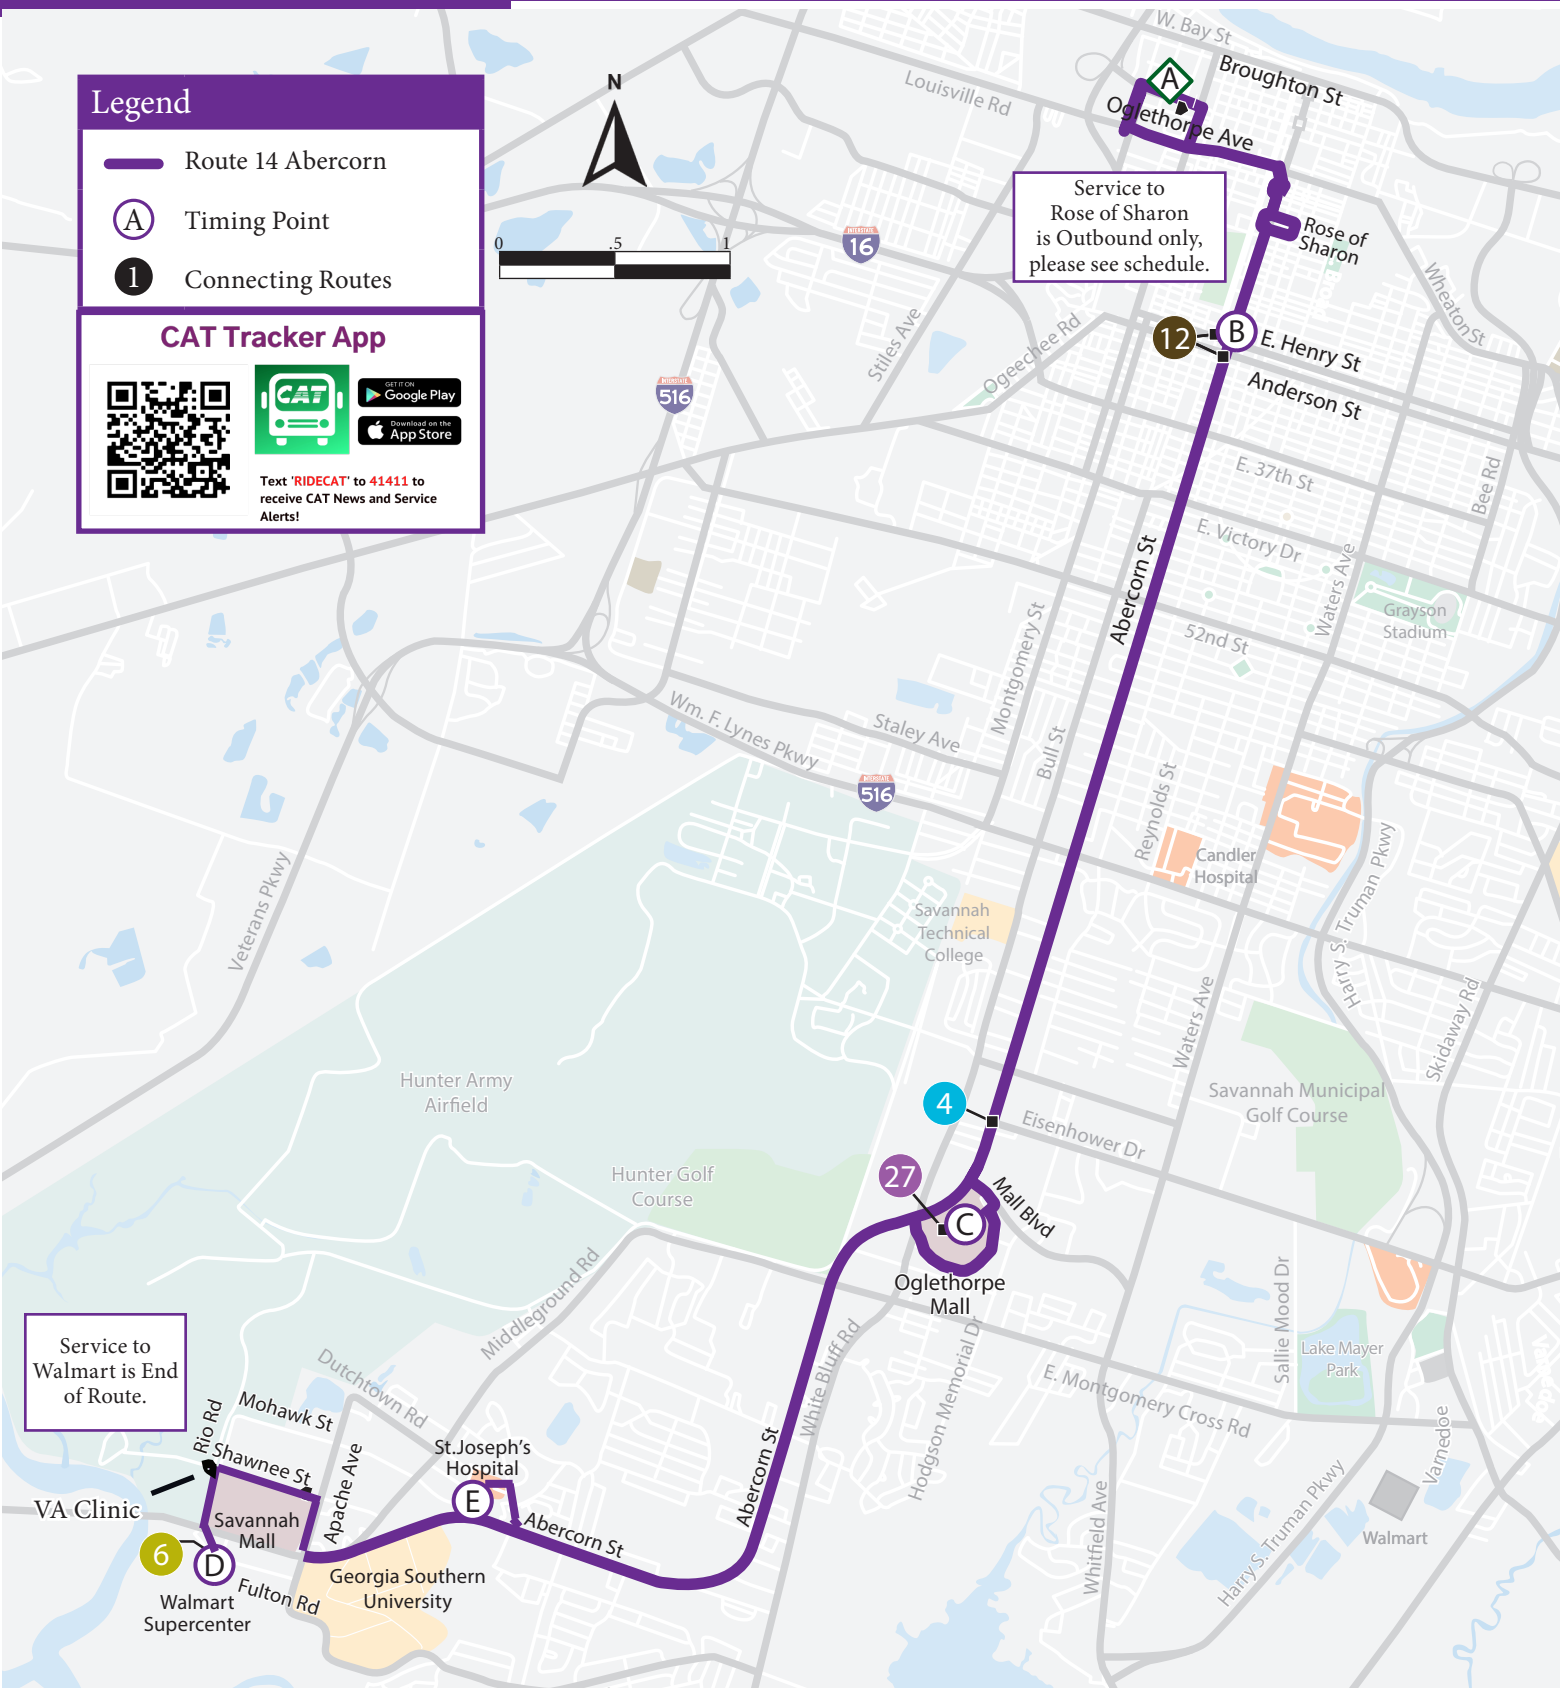 Legend
Route 14 Abercorn
A
Timing Point
1
Connecting Routes
CAT Tracker App
CAT
GET IT ON
Google Play
Download on the
App Store
Text 'RIDECAT' to 41411 to
receive CAT News and Service
Alerts!
N
0 .5 1
W. Bay St
Broughton St
Louisville Rd
A
Oglethorpe Ave
Service to
Rose of Sharon
is Outbound only,
please see schedule.
Rose of
Sharon
INTERSTATE
16
Wheaton St
Stiles Ave
Ogeechee Rd
12
B
E. Henry St
Anderson St
INTERSTATE
516
E. 37th St
Bee Rd
E. Victory Dr
Abercorn St
Waters Ave
Grayson
Stadium
52nd St
Montgomery St
Wm. F. Lynes Pkwy
Staley Ave
Bull St
INTERSTATE
516
Reynolds St
Candler
Hospital
Harry S. Truman Pkwy
Veterans Pkwy
Savannah
Technical
College
Waters Ave
Skidaway Rd
Hunter Army
Airfield
Savannah Municipal
Golf Course
4
Eisenhower Dr
Hunter Golf
Course
27
Mall Blvd
C
Oglethorpe
Mall
Middleground Rd
Sallie Mood Dr
Lake Mayer
Park
White Bluff Rd
Hodgson Memorial Dr
E. Montgomery Cross Rd
Service to
Walmart is End
of Route.
Dutchtown Rd
Mohawk St
Rio Rd
Shawnee St
Apache Ave
St.Joseph's
Hospital
E
Abercorn St
Abercorn St
Varnedoe
VA Clinic
Savannah
Mall
6
D
Walmart
Supercenter
Fulton Rd
Georgia Southern
University
Whitfield Ave
Harry S. Truman Pkwy
Walmart